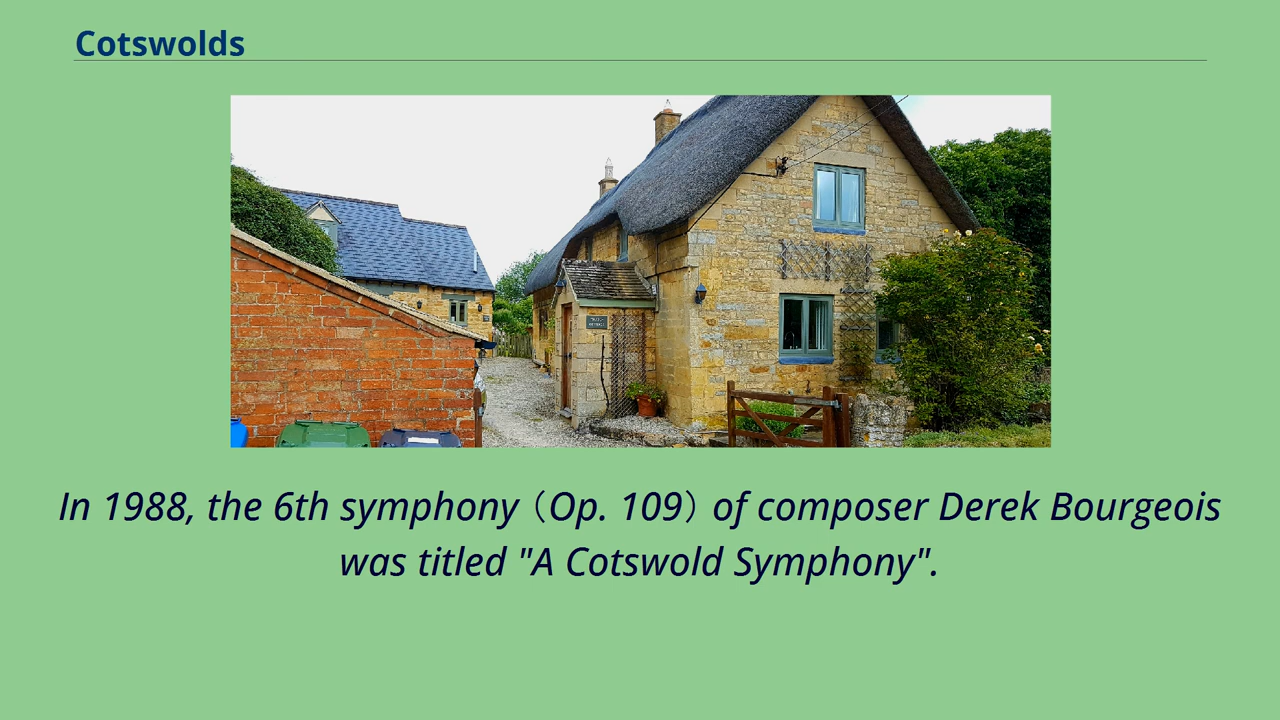 Cotswolds
In 1988, the 6th symphony（Op. 109）of composer Derek Bourgeois
was titled "A Cotswold Symphony".